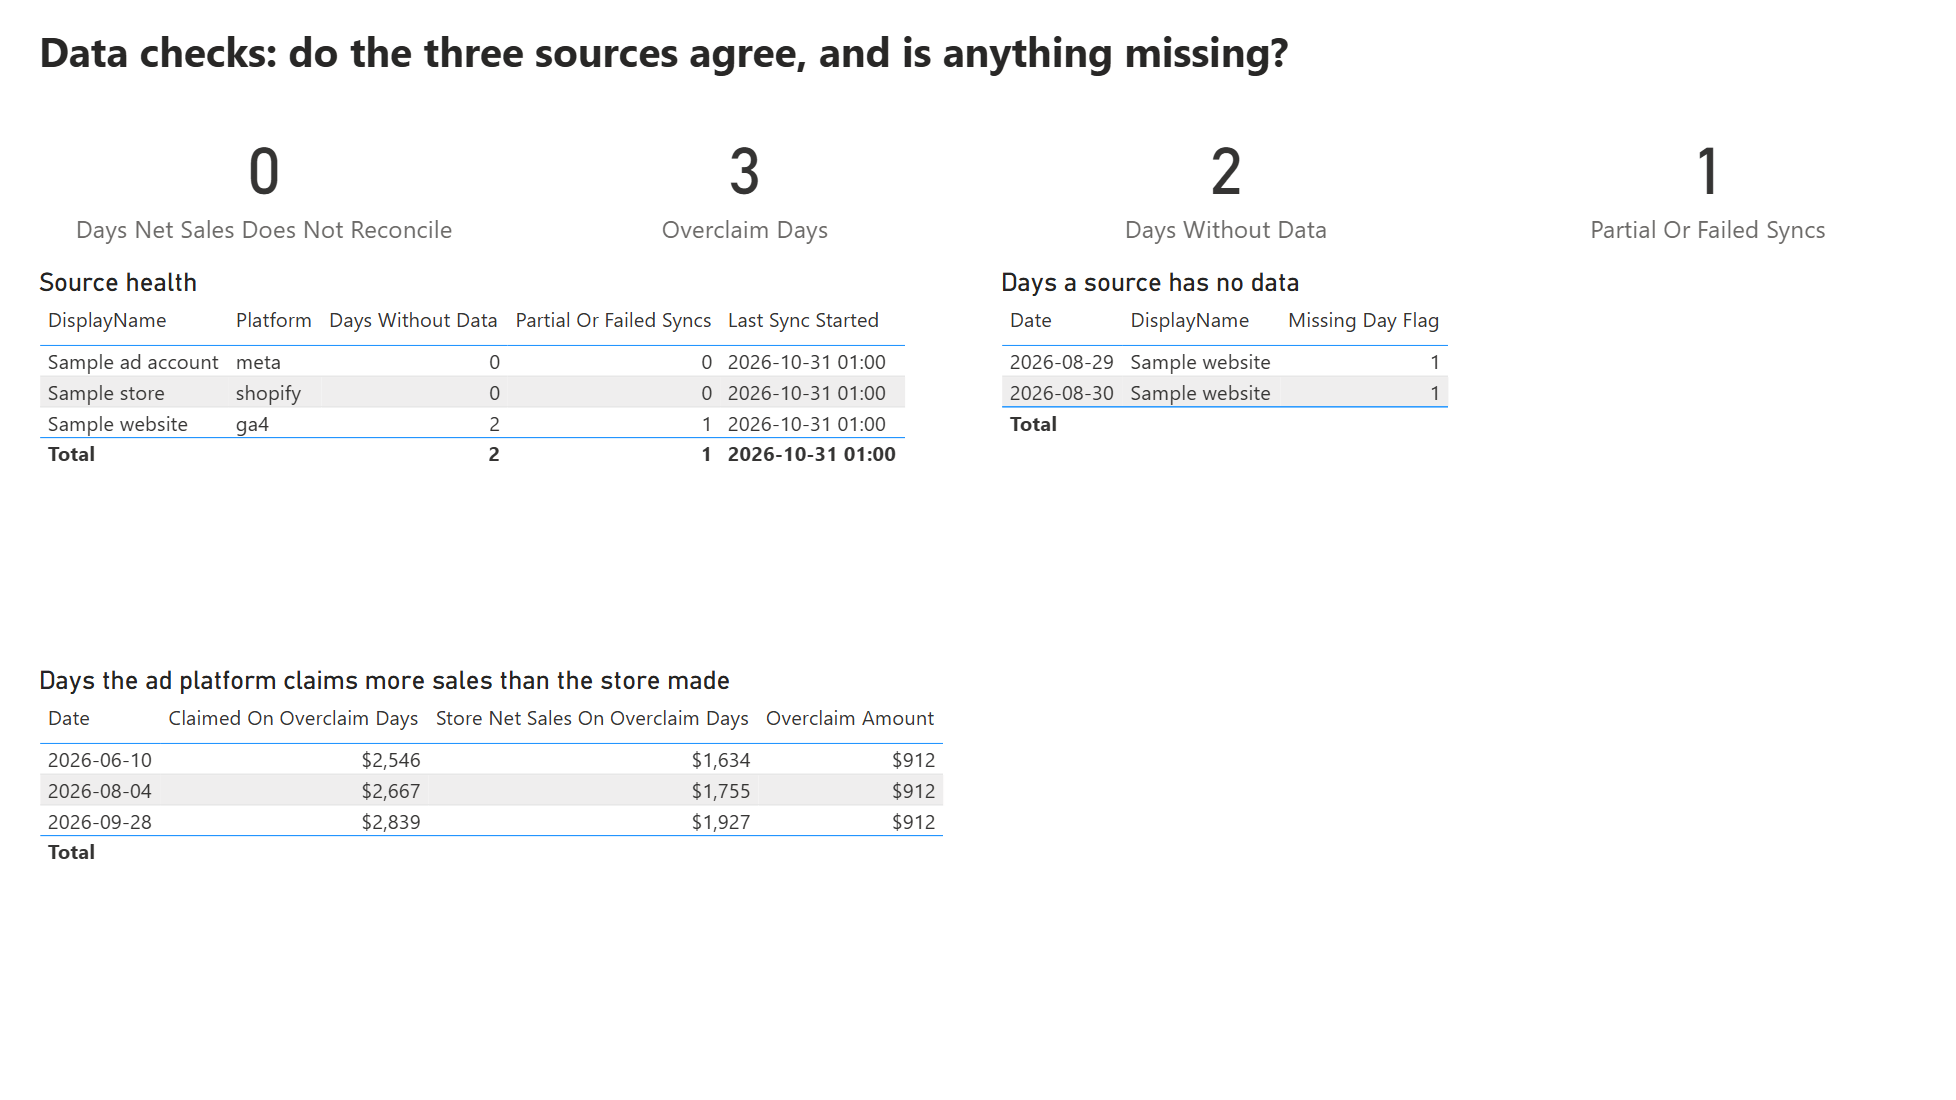 Data checks: do the three sources agree, and is anything missing?
0
Days Net Sales Does Not Reconcile
3
Overclaim Days
2
Days Without Data
1
Partial Or Failed Syncs
Source health
DisplayName Platform Days Without Data Partial Or Failed Syncs Last Sync Started
Sample ad account meta 0 0 2026-10-31 01:00
Sample store shopify 0 0 2026-10-31 01:00
Sample website ga4 2 1 2026-10-31 01:00
Total 2 1 2026-10-31 01:00
Days a source has no data
Date DisplayName Missing Day Flag
2026-08-29 Sample website 1
2026-08-30 Sample website 1
Total
Days the ad platform claims more sales than the store made
Date Claimed On Overclaim Days Store Net Sales On Overclaim Days Overclaim Amount
2026-06-10 $2,546 $1,634 $912
2026-08-04 $2,667 $1,755 $912
2026-09-28 $2,839 $1,927 $912
Total